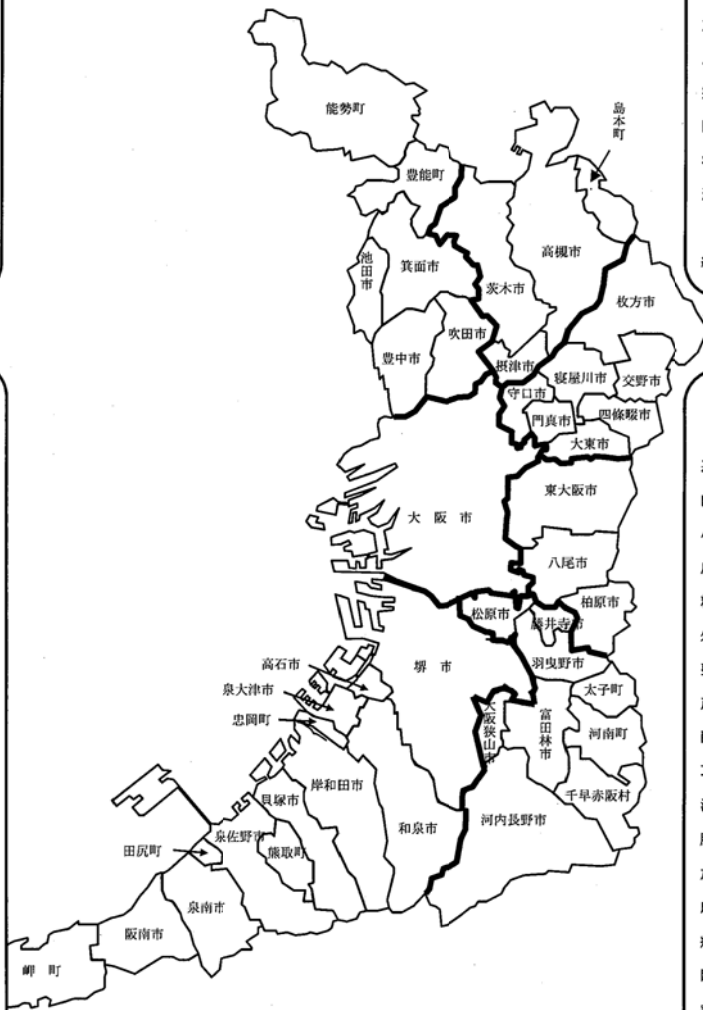 能勢町
島本町
豊能町
池田市
箕面市
茨木市
高槻市
枚方市
吹田市
豊中市
摂津市
寝屋川市
交野市
守口市
門真市
四條畷市
大東市
東大阪市
大阪市
八尾市
柏原市
松原市
藤井寺市
羽曳野市
堺市
高石市
泉大津市
忠岡町
太子町
大阪狭山市
富田林市
河南町
千早赤阪村
岸和田市
貝塚市
和泉市
河内長野市
泉佐野市
熊取町
田尻町
泉南市
阪南市
岬町